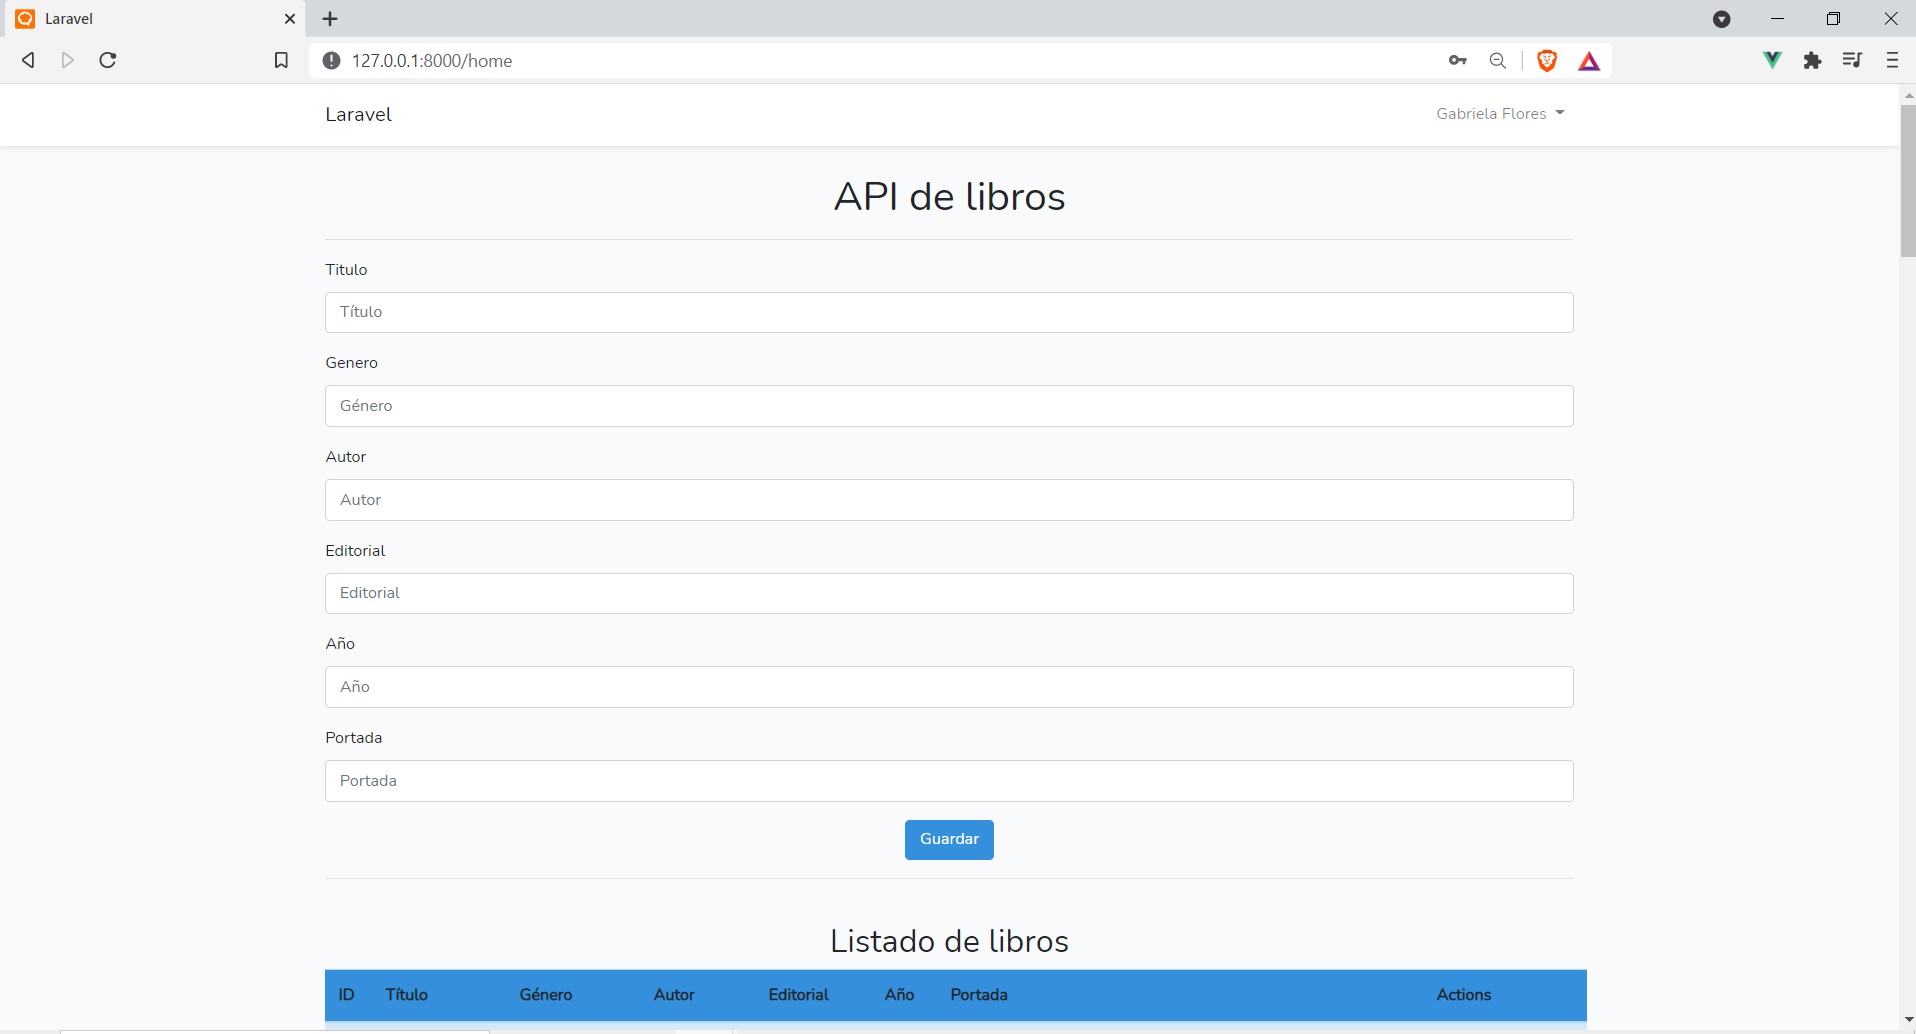 Laravel
127.0.0.1:8000/home
Laravel
Gabriela Flores
API de libros
Titulo
Título
Genero
Género
Autor
Autor
Editorial
Editorial
Año
Año
Portada
Portada
Guardar
Listado de libros
ID Título Género Autor Editorial Año Portada Actions